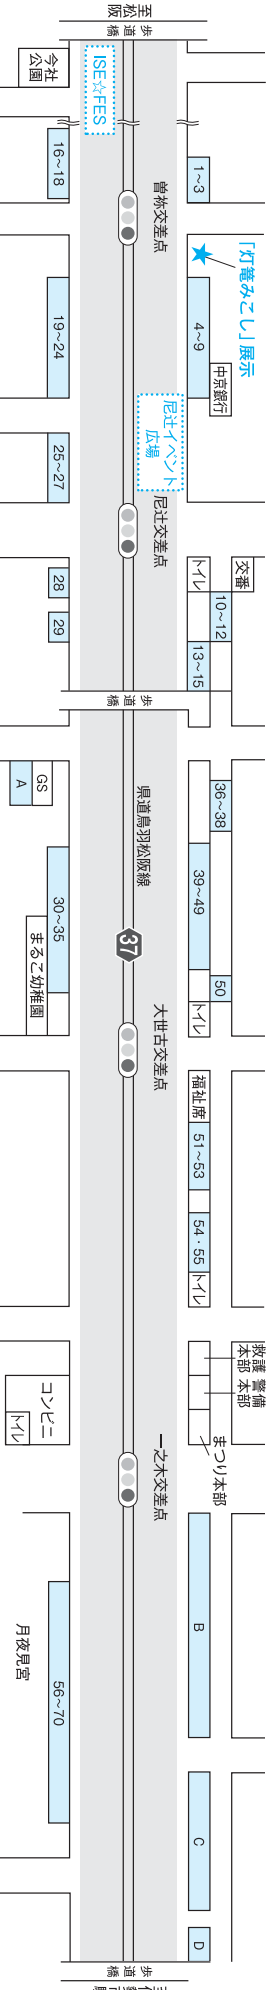 至松阪
歩道橋
今社
公園
ISE☆FES
16~18
1~3
曽祢交差点
「灯篭みこし」展示
4~9
19~24
中京銀行
尼辻イベント
広場
25~27
尼辻交差点
交番
トイレ
10~12
13~15
28
29
歩道橋
GS
A
県道鳥羽松阪線
37
36~38
39~49
50
トイレ
30~35
まるこ幼稚園
大世古交差点
福祉席
51~53
54・55
トイレ
救護
本部
警備
本部
まつり本部
コンビニ
トイレ
一之木交差点
B
月夜見宮
56~70
C
D
歩道橋